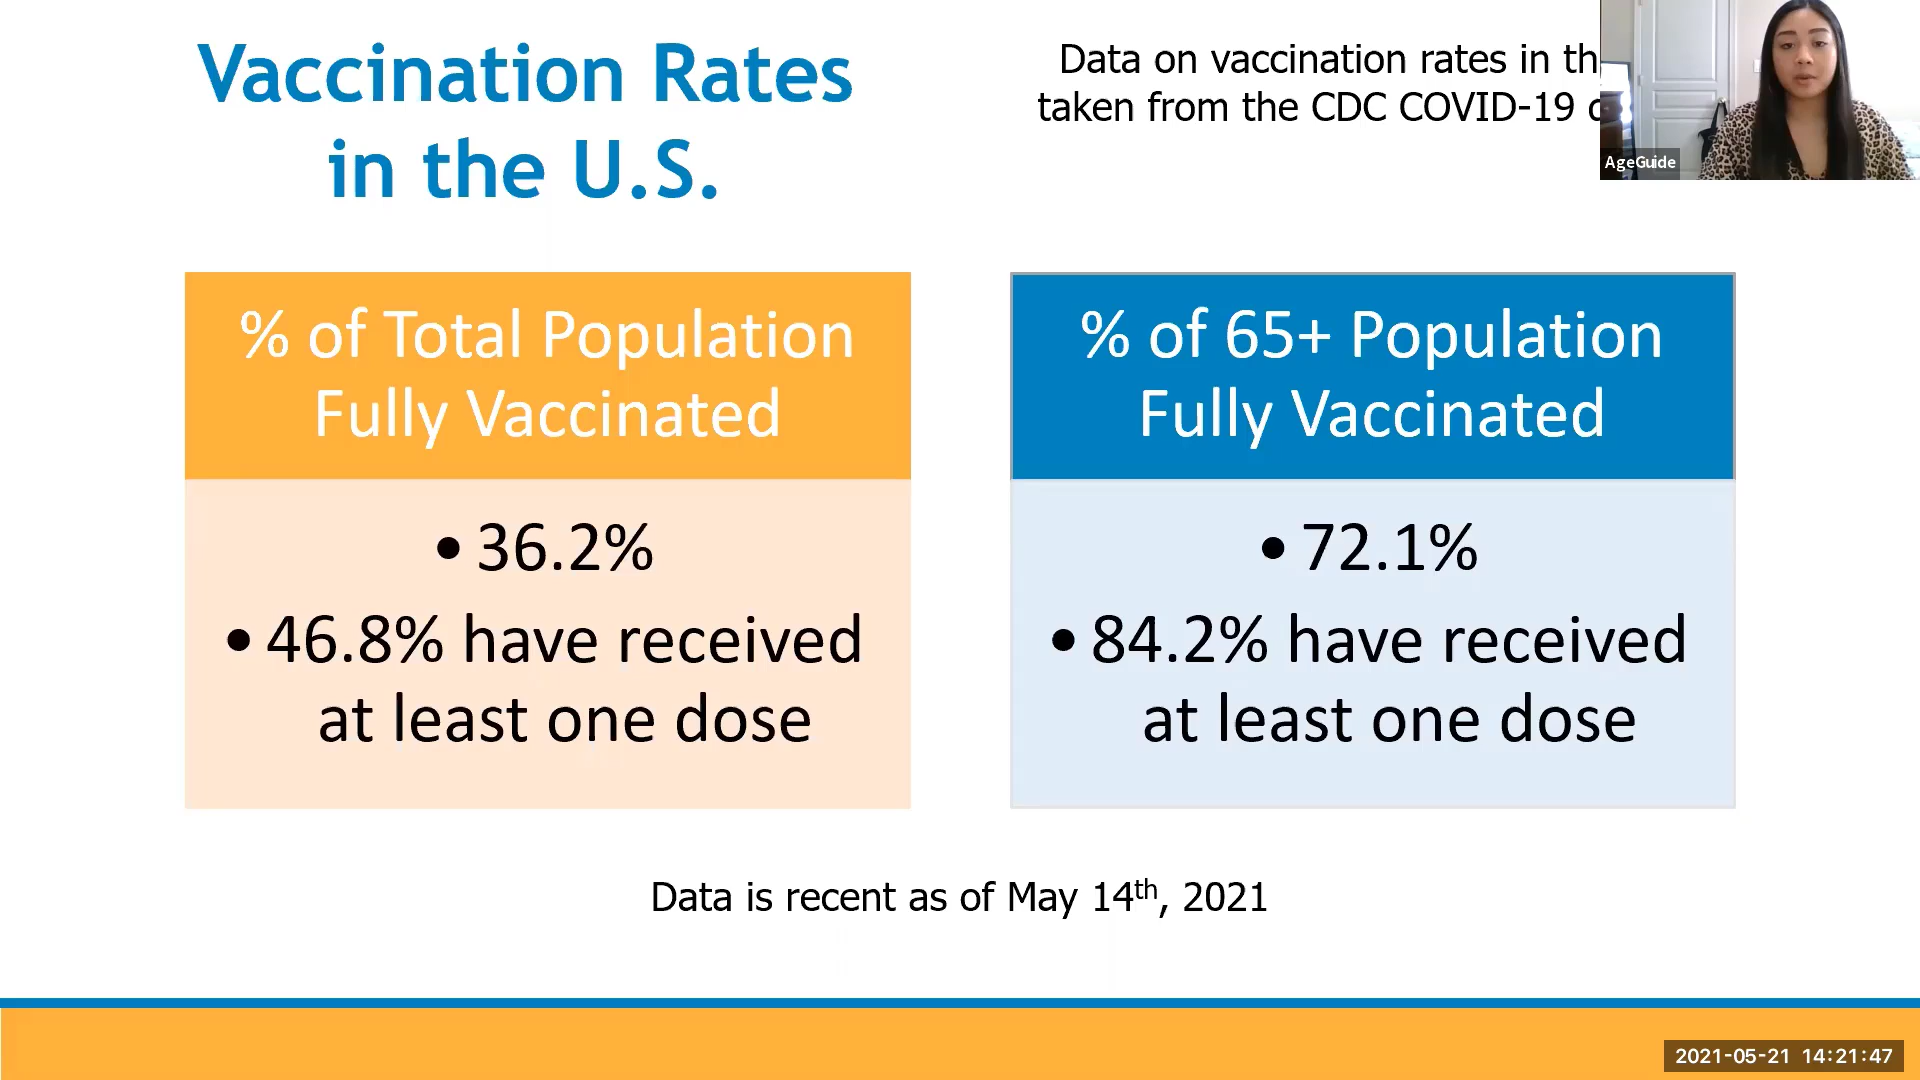 Vaccination Rates
in the U.S.
Data on vaccination rates in
taken from the CDC COVID-19
AgeGuide
% of Total Population
Fully Vaccinated
• 36.2%
• 46.8% have received
at least one dose
% of 65+ Population
Fully Vaccinated
• 72.1%
• 84.2% have received
at least one dose
Data is recent as of May 14th, 2021
2021-05-21 14:21:47